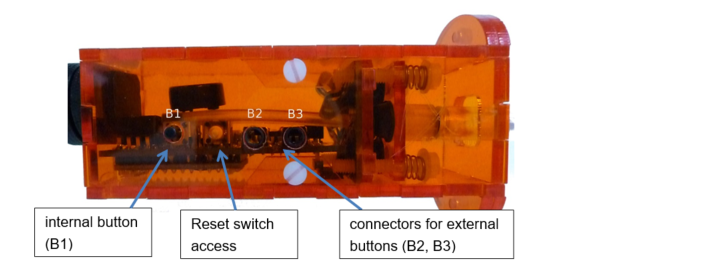 B1
B2
B3
internal button
(B1)
Reset switch
access
connectors for external
buttons (B2, B3)